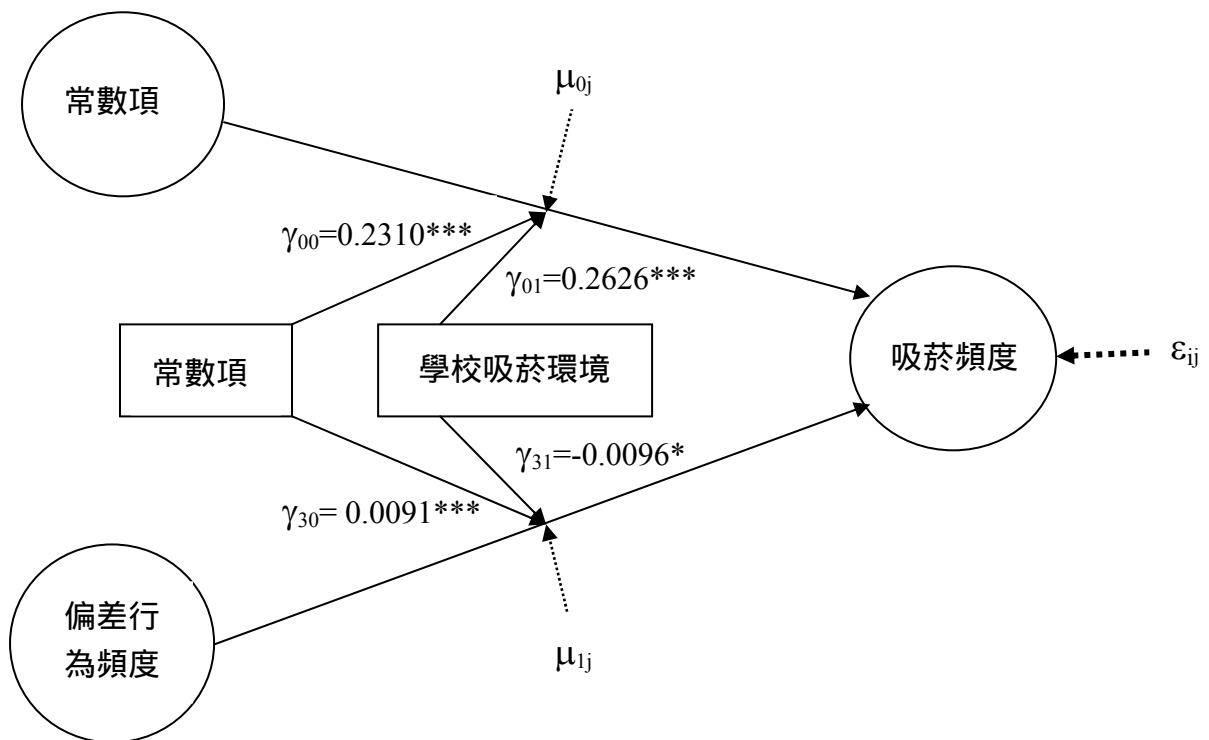 常數項
μ0j
γ00=0.2310***
γ01=0.2626***
常數項
學校吸菸環境
吸菸頻度
εij
γ31=-0.0096*
γ30= 0.0091***
偏差行
為頻度
μ1j